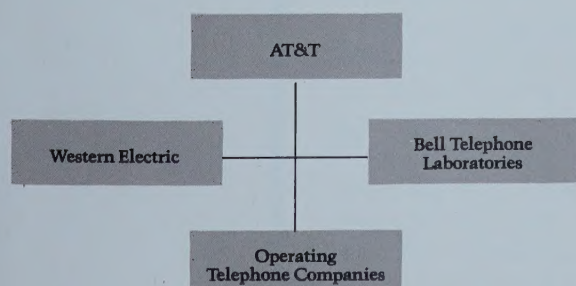 AT&T
Western Electric
Bell Telephone
Laboratories
Operating
Telephone Companies